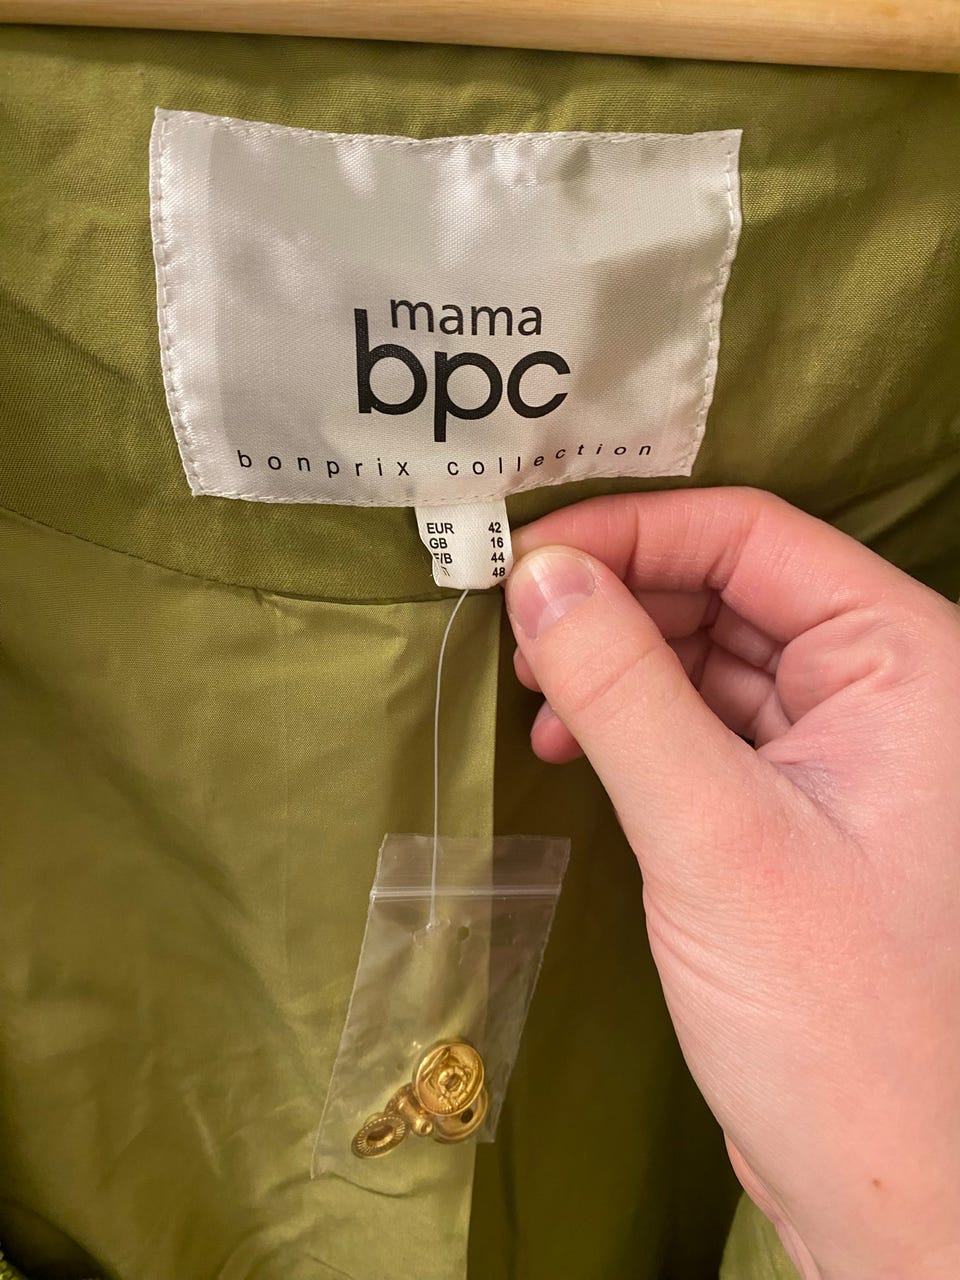 mama
bpc
bonprix collection
EUR 42
GB 16
F/B 44
48